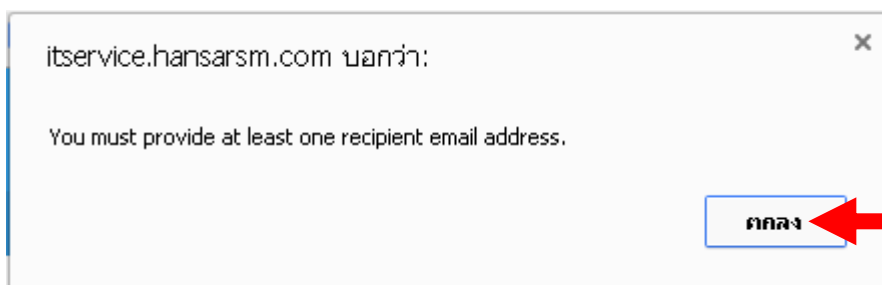 itservice.hansarsm.com บอกว่า:
You must provide at least one recipient email address.
ตกลง